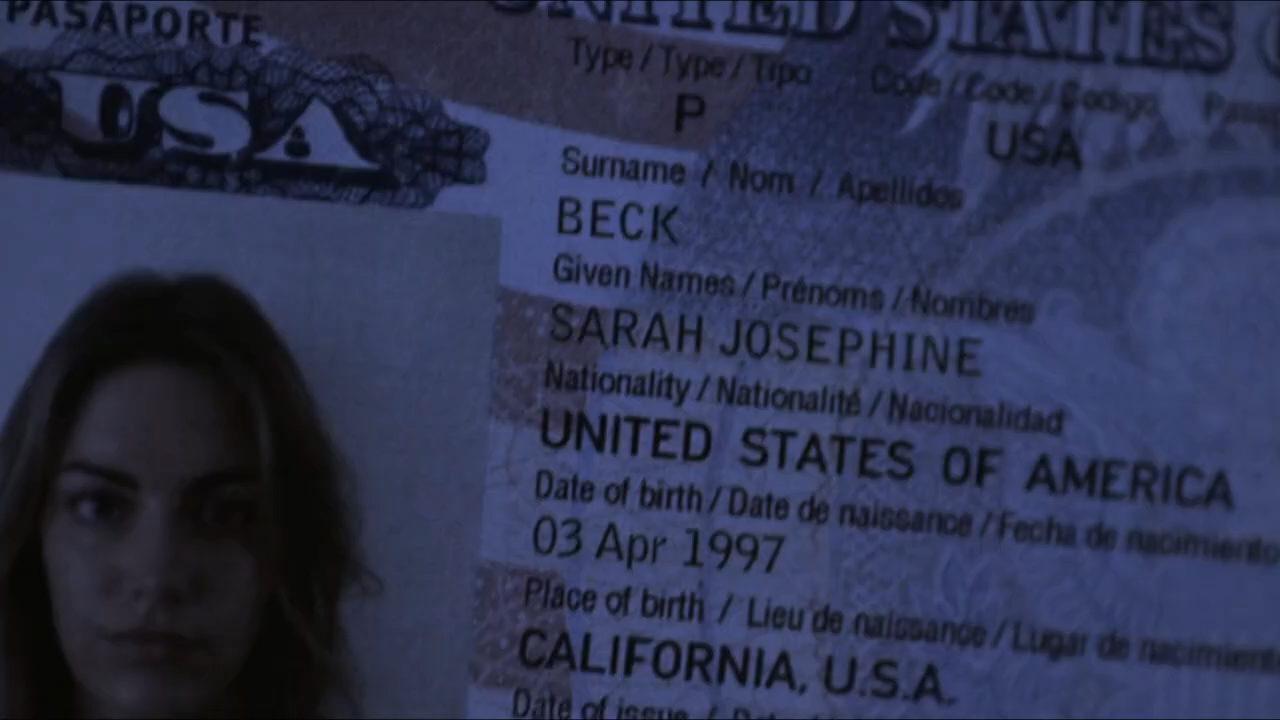 PASAPORTE
USA
UNITED STATES
Type / Type / Tipo Code / Code / Codigo
P USA
Surname / Nom / Apellidos
BECK
Given Names / Prénoms / Nombres
SARAH JOSEPHINE
Nationality / Nationalité / Nacionalidad
UNITED STATES OF AMERICA
Date of birth / Date de naissance / Fecha de nacimiento
03 Apr 1997
Place of birth / Lieu de naissance / Lugar de nacimiento
CALIFORNIA, U.S.A.
Date of issue /